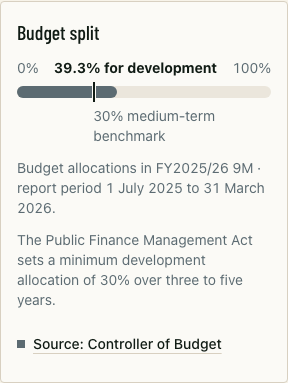 Budget split
0% 39.3% for development 100%
30% medium-term
benchmark
Budget allocations in FY2025/26 9M ·
report period 1 July 2025 to 31 March
2026.
The Public Finance Management Act
sets a minimum development
allocation of 30% over three to five
years.
Source: Controller of Budget